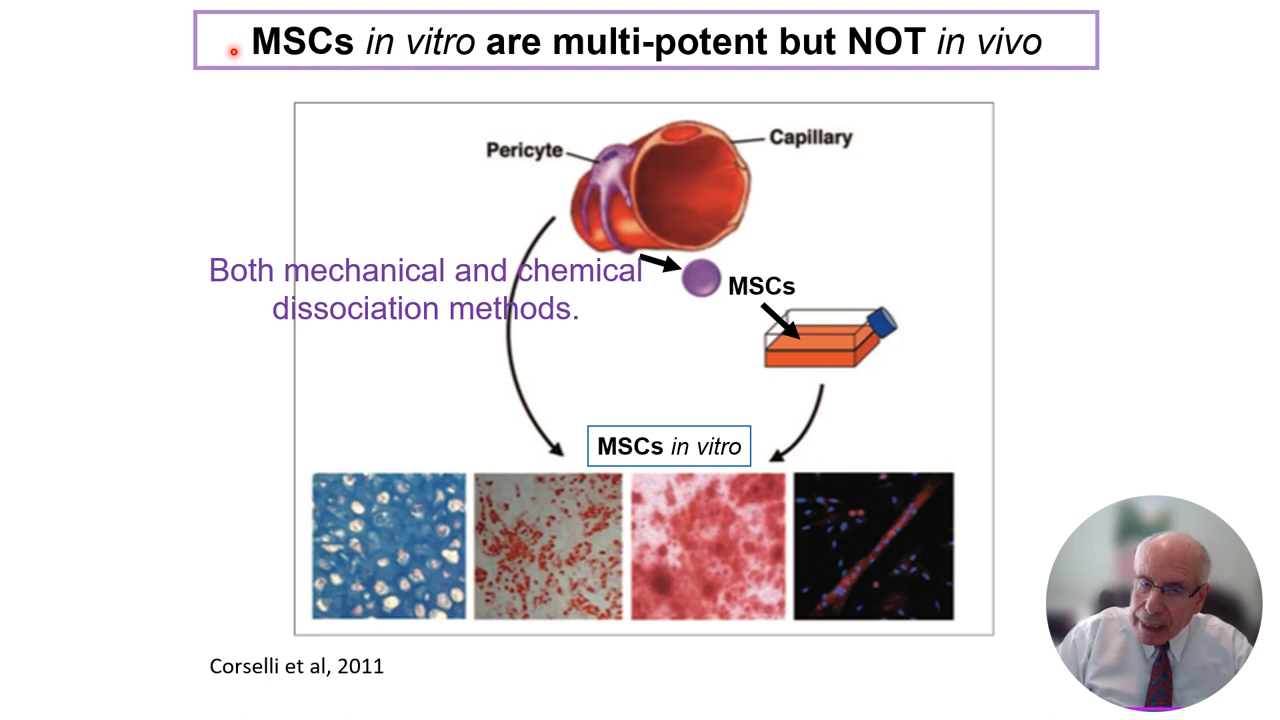 MSCs in vitro are multi-potent but NOT in vivo
Pericyte
Capillary
Both mechanical and chemical
dissociation methods.
MSCs
MSCs in vitro
Corselli et al, 2011